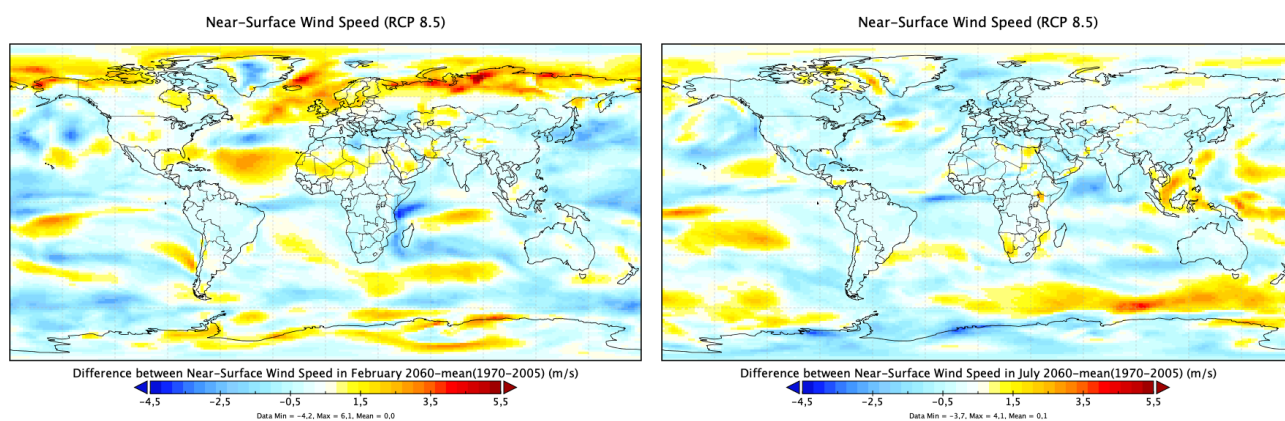 Near-Surface Wind Speed (RCP 8.5)
Difference between Near-Surface Wind Speed in February 2060-mean(1970-2005) (m/s)
-4,5 -2,5 -0,5 1,5 3,5 5,5
Data Min = -4,2, Max = 6,1, Mean = 0,0
Near-Surface Wind Speed (RCP 8.5)
Difference between Near-Surface Wind Speed in July 2060-mean(1970-2005) (m/s)
-4,5 -2,5 -0,5 1,5 3,5 5,5
Data Min = -3,7, Max = 4,1, Mean = 0,1